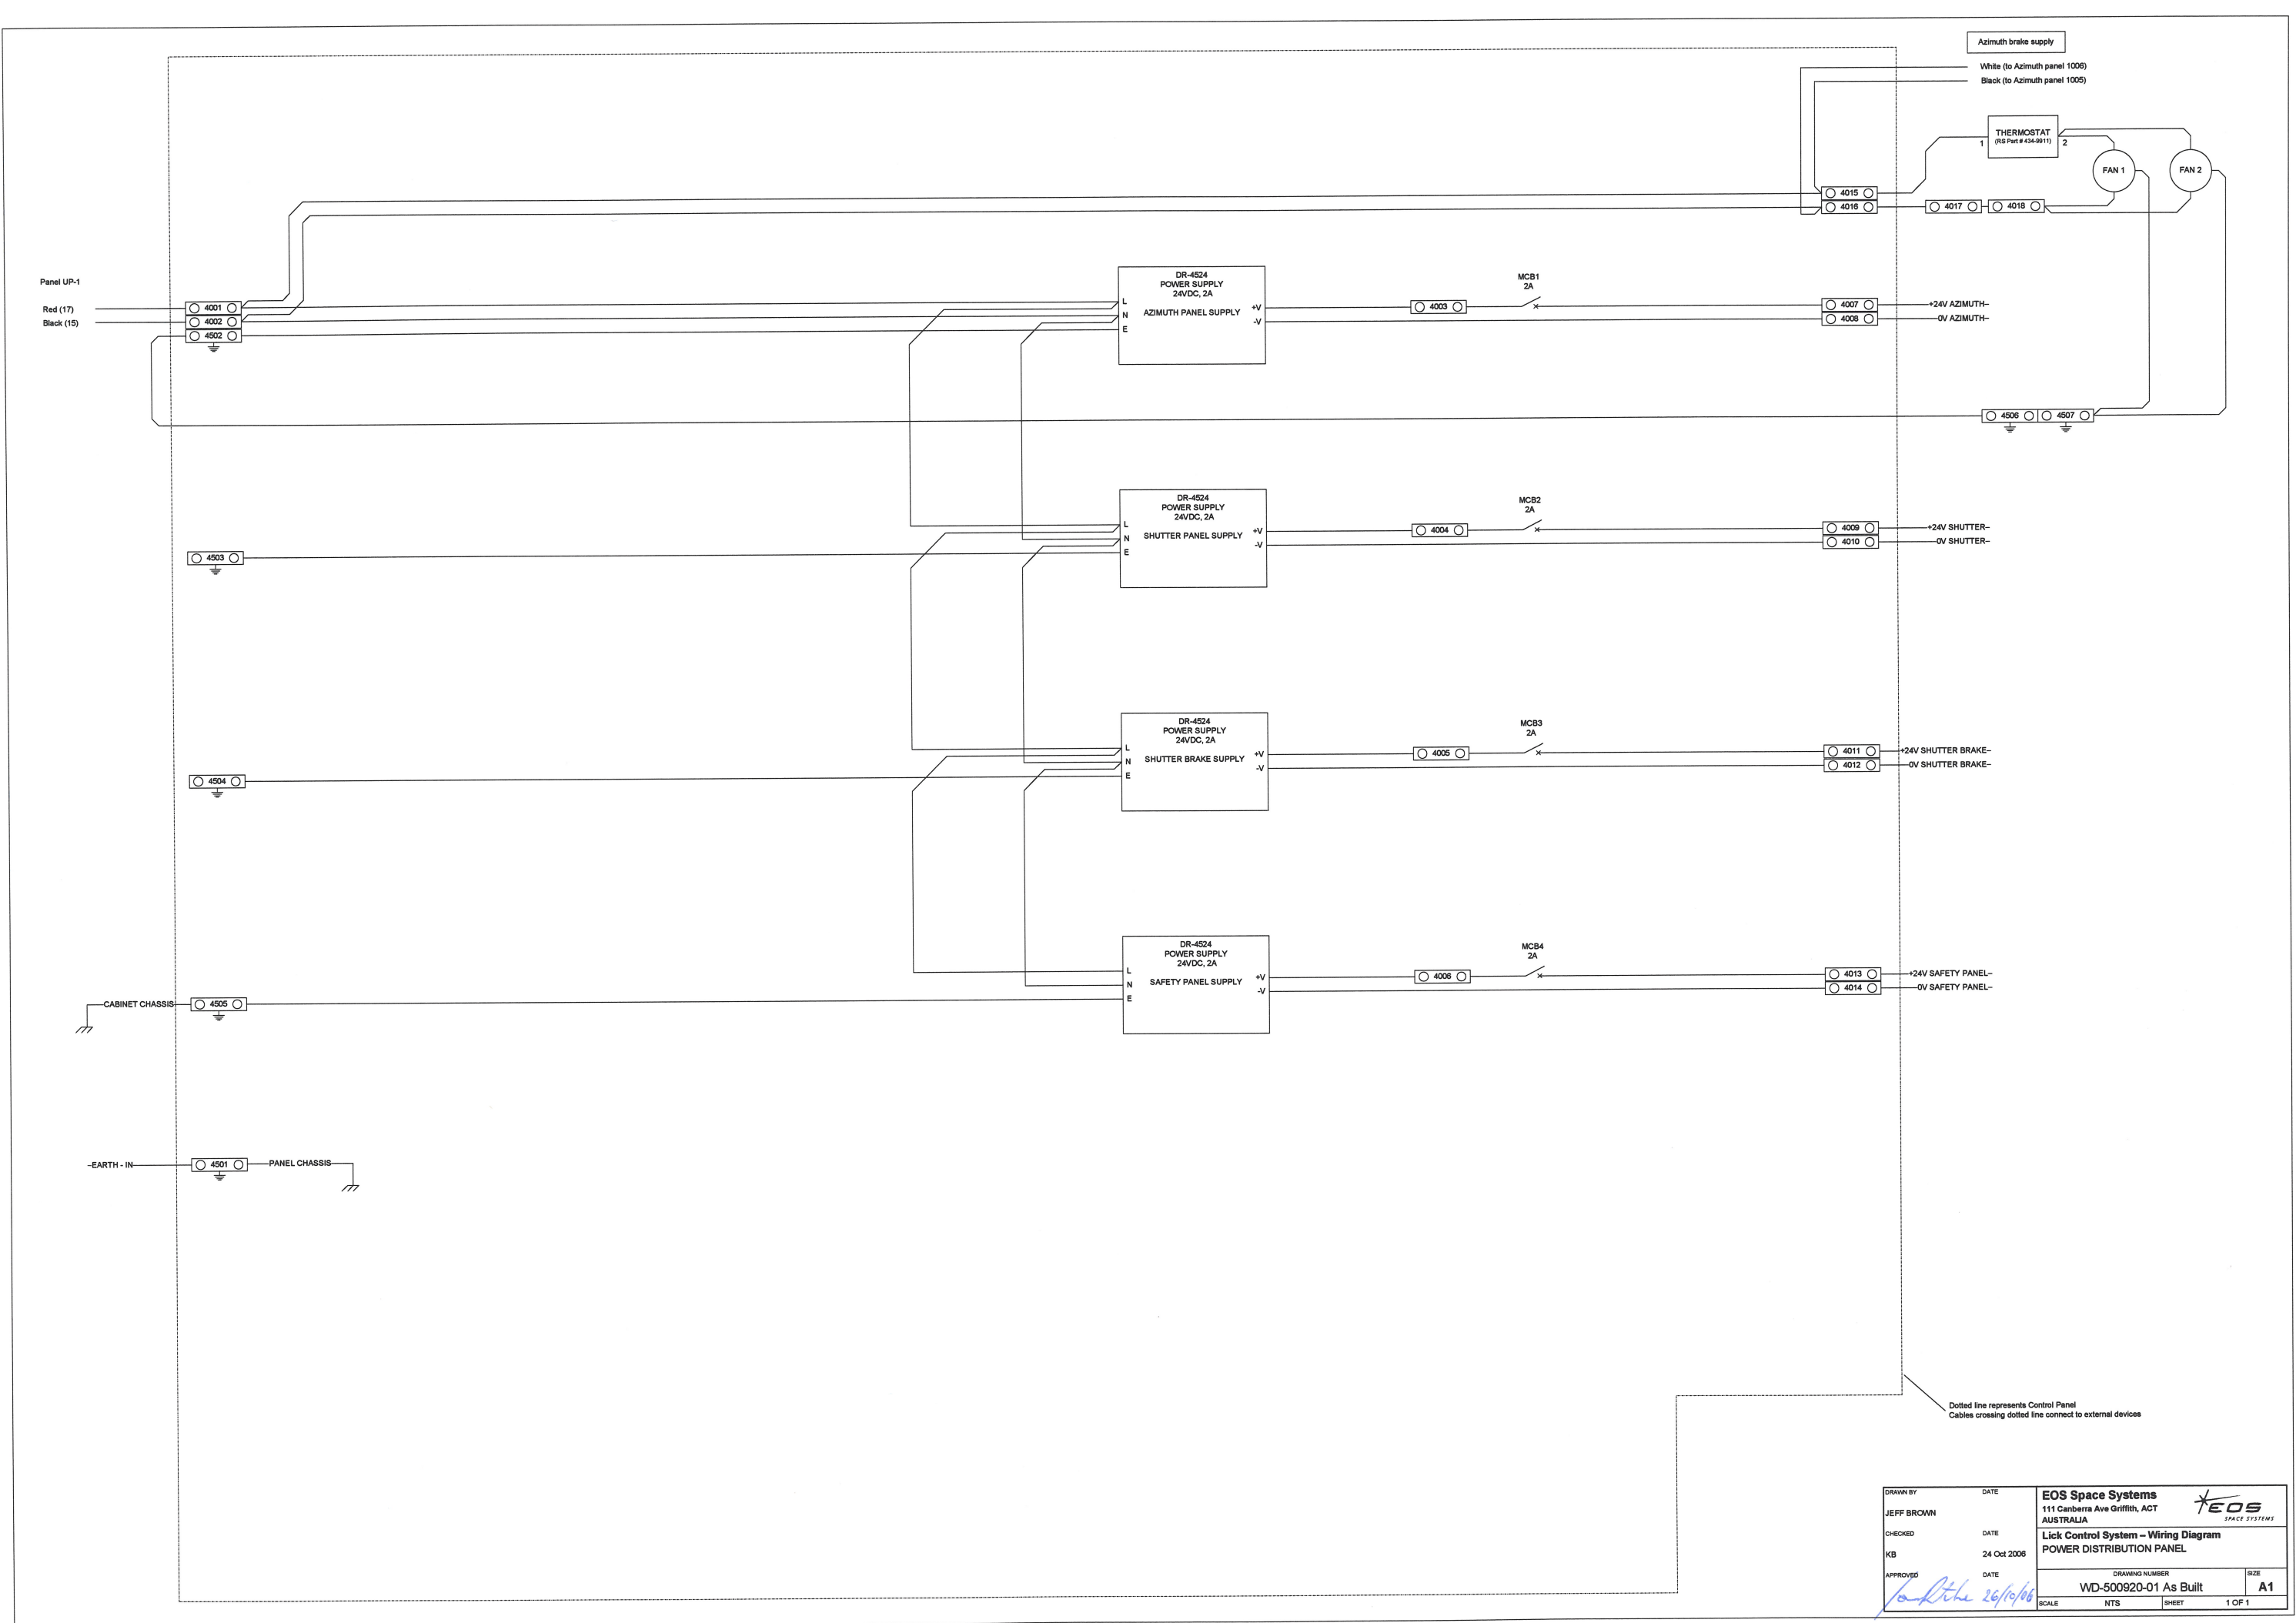 Azimuth brake supply
White (to Azimuth panel 1006)
Black (to Azimuth panel 1005)
THERMOSTAT
(RS Part # 434-9911)
1
2
FAN 1
FAN 2
4015
4016
4017
4018
Panel UP-1
Red (17)
Black (15)
4001
4002
4502
DR-4524
POWER SUPPLY
24VDC, 2A
AZIMUTH PANEL SUPPLY
L
N
E
+V
-V
4003
MCB1
2A
4007
4008
+24V AZIMUTH
0V AZIMUTH
4506
4507
4503
DR-4524
POWER SUPPLY
24VDC, 2A
SHUTTER PANEL SUPPLY
L
N
E
+V
-V
4004
MCB2
2A
4009
4010
+24V SHUTTER
0V SHUTTER
4504
DR-4524
POWER SUPPLY
24VDC, 2A
SHUTTER BRAKE SUPPLY
L
N
E
+V
-V
4005
MCB3
2A
4011
4012
+24V SHUTTER BRAKE
0V SHUTTER BRAKE
CABINET CHASSIS
4505
DR-4524
POWER SUPPLY
24VDC, 2A
SAFETY PANEL SUPPLY
L
N
E
+V
-V
4006
MCB4
2A
4013
4014
+24V SAFETY PANEL
0V SAFETY PANEL
EARTH - IN
4501
PANEL CHASSIS
Dotted line represents Control Panel
Cables crossing dotted line connect to external devices
DRAWN BY DATE
JEFF BROWN
CHECKED DATE
KB 24 Oct 2006
APPROVED DATE
26/10/06
EOS Space Systems
111 Canberra Ave Griffith, ACT
AUSTRALIA
EOS
SPACE SYSTEMS
Lick Control System – Wiring Diagram
POWER DISTRIBUTION PANEL
DRAWING NUMBER
WD-500920-01 As Built
SIZE
A1
SCALE NTS SHEET 1 OF 1